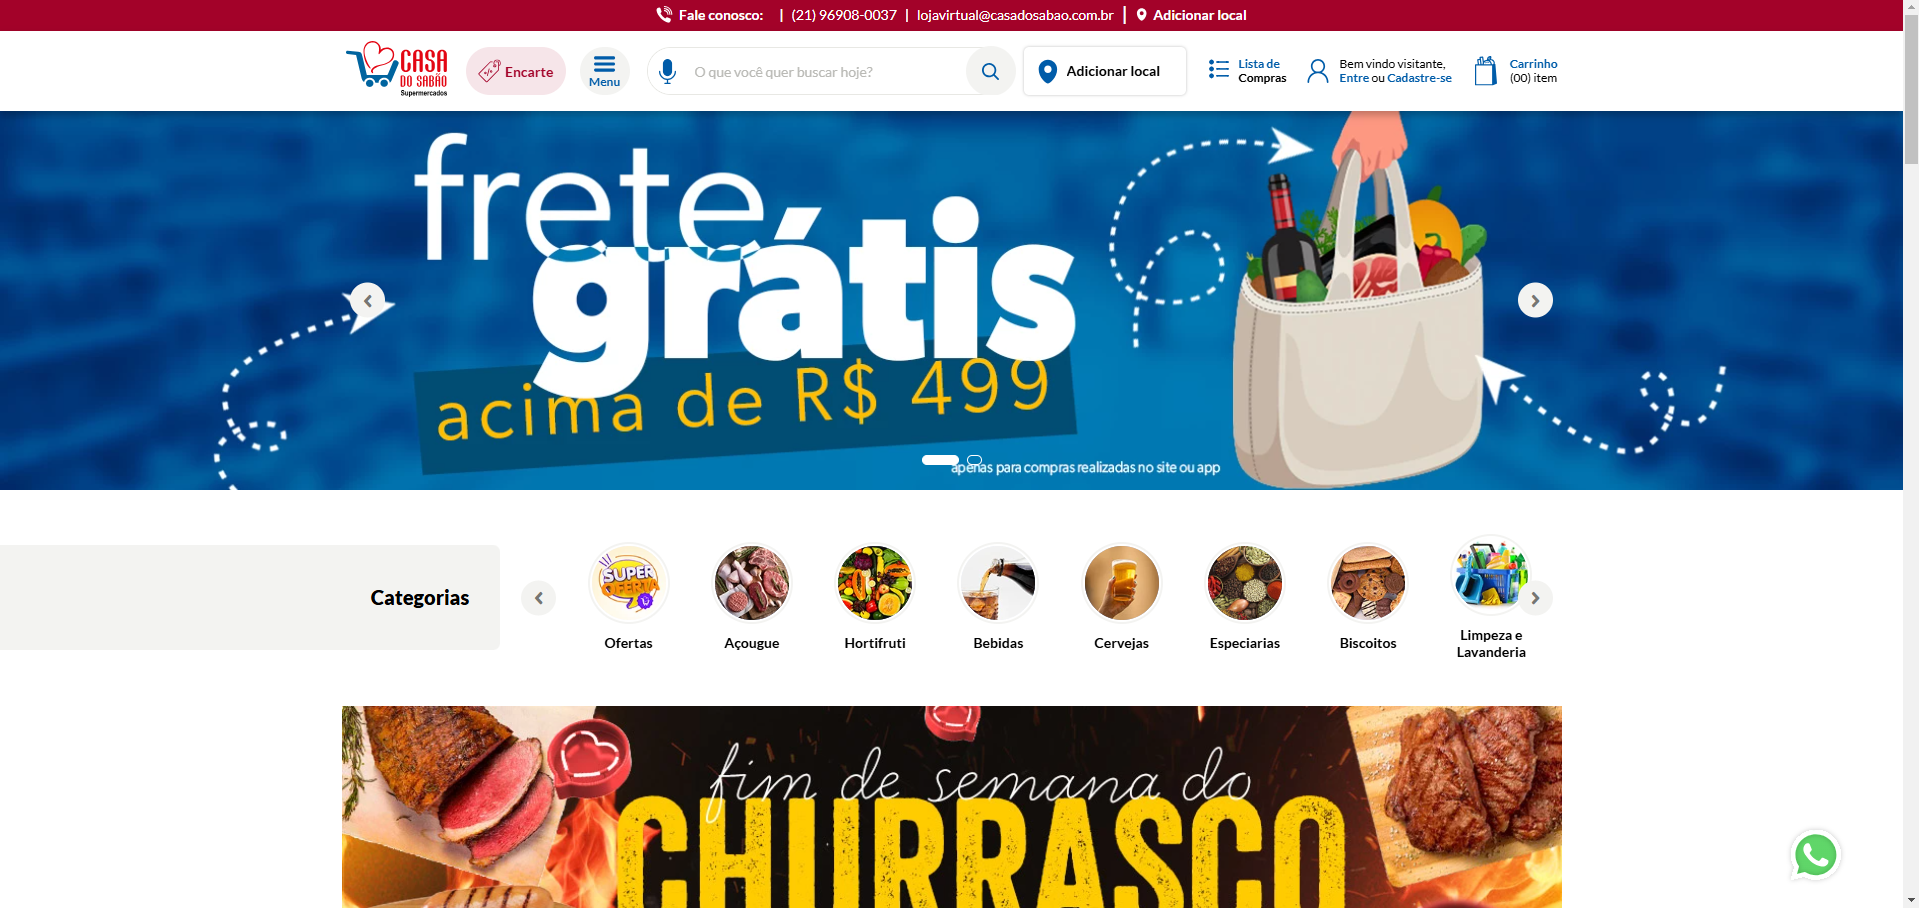 Fale conosco: | (21) 96908-0037 | lojavirtual@casadosabao.com.br | Adicionar local
CASA
DO SABÃO
Supermercados
Encarte
Menu
O que você quer buscar hoje?
Adicionar local
Lista de
Compras
Bem vindo visitante,
Entre ou Cadastre-se
Carrinho
(00) item
frete
grátis
acima de R$ 499
apenas para compras realizadas no site ou app
Categorias
SUPER
OFERTA
Ofertas
Açougue
Hortifruti
Bebidas
Cervejas
Especiarias
Biscoitos
Limpeza e
Lavanderia
fim de semana do
CHURRASCO